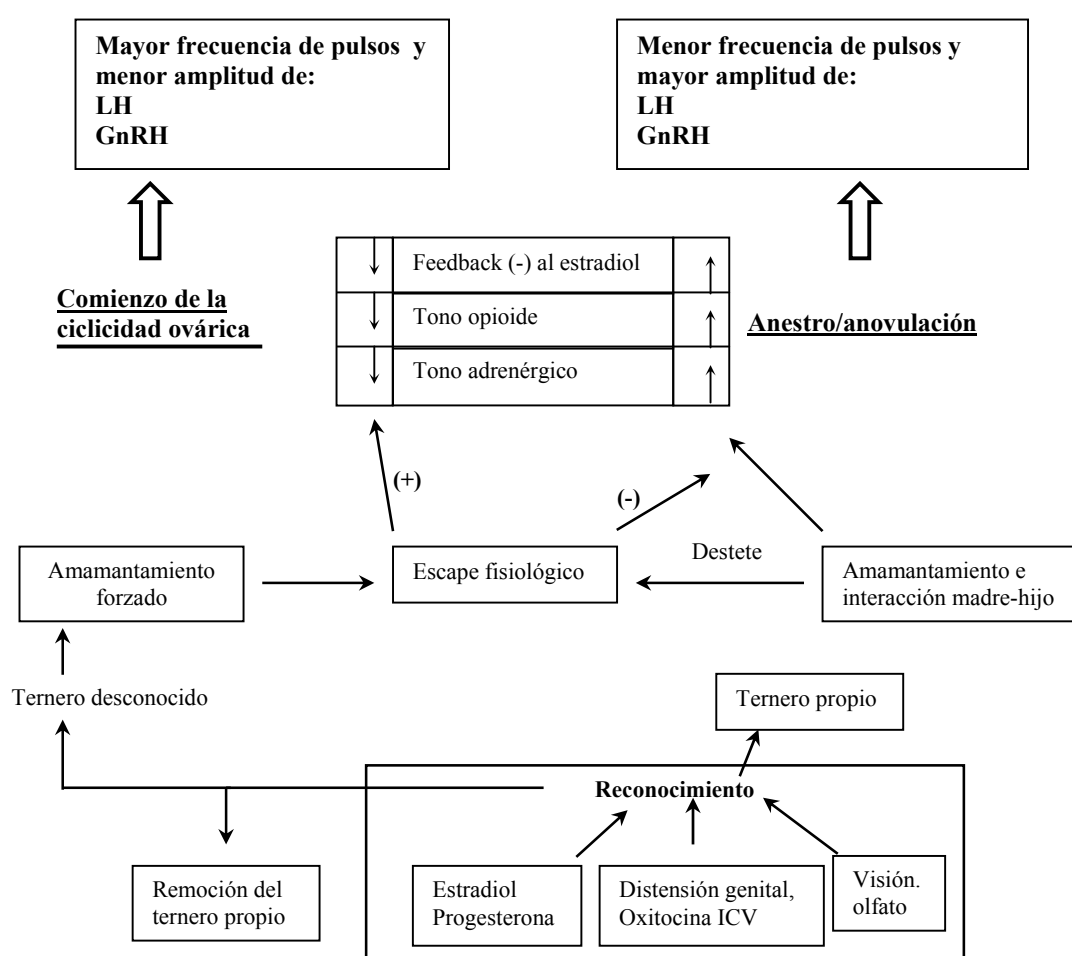 Mayor frecuencia de pulsos y
menor amplitud de:
LH
GnRH
Menor frecuencia de pulsos y
mayor amplitud de:
LH
GnRH
Feedback (-) al estradiol
Tono opioide
Tono adrenérgico
Comienzo de la
ciclicidad ovárica
Anestro/anovulación
(+)
(-)
Amamantamiento
forzado
Escape fisiológico
Destete
Amamantamiento e
interacción madre-hijo
Ternero desconocido
Ternero propio
Reconocimiento
Remoción del
ternero propio
Estradiol
Progesterona
Distensión genital,
Oxitocina ICV
Visión.
olfato